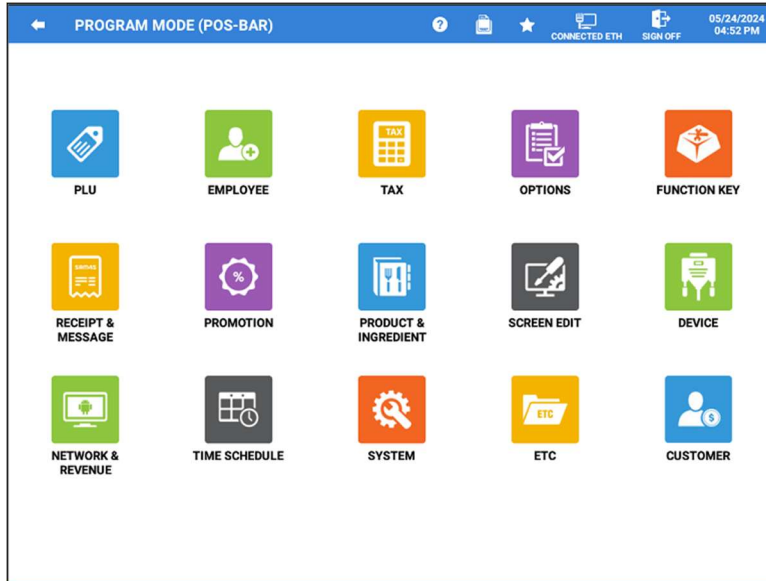 PROGRAM MODE (POS-BAR)
?
CONNECTED ETH
SIGN OFF
05/24/2024
04:52 PM
TAX
PLU
EMPLOYEE
TAX
OPTIONS
FUNCTION KEY
%
RECEIPT &
MESSAGE
PROMOTION
PRODUCT &
INGREDIENT
SCREEN EDIT
DEVICE
ETC
$
NETWORK &
REVENUE
TIME SCHEDULE
SYSTEM
ETC
CUSTOMER